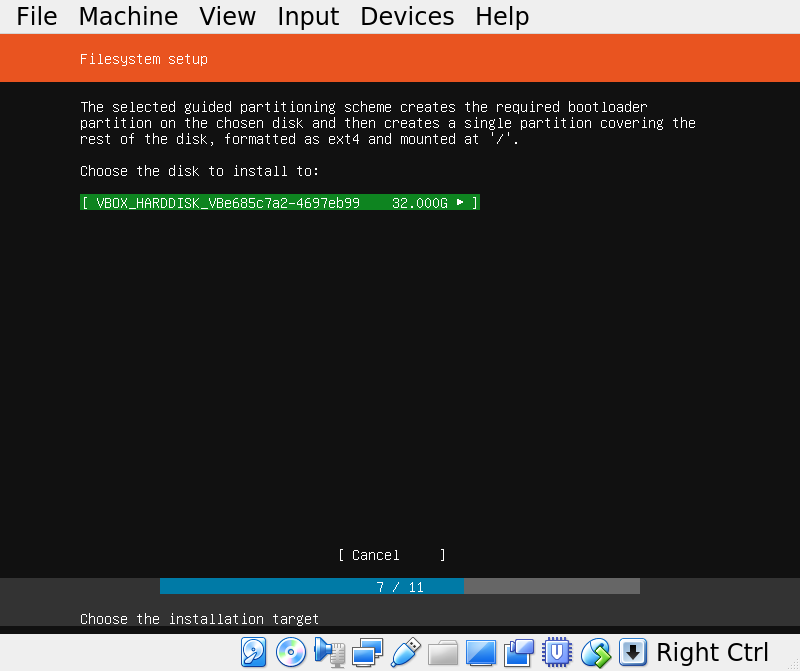 File Machine View Input Devices Help
Filesystem setup
The selected guided partitioning scheme creates the required bootloader
partition on the chosen disk and then creates a single partition covering the
rest of the disk, formatted as ext4 and mounted at '/'.
Choose the disk to install to:
[ VBOX_HARDDISK_VBe685c7a2-4697eb99 32.000G ▸ ]
[ Cancel ]
7 / 11
Choose the installation target
Right Ctrl